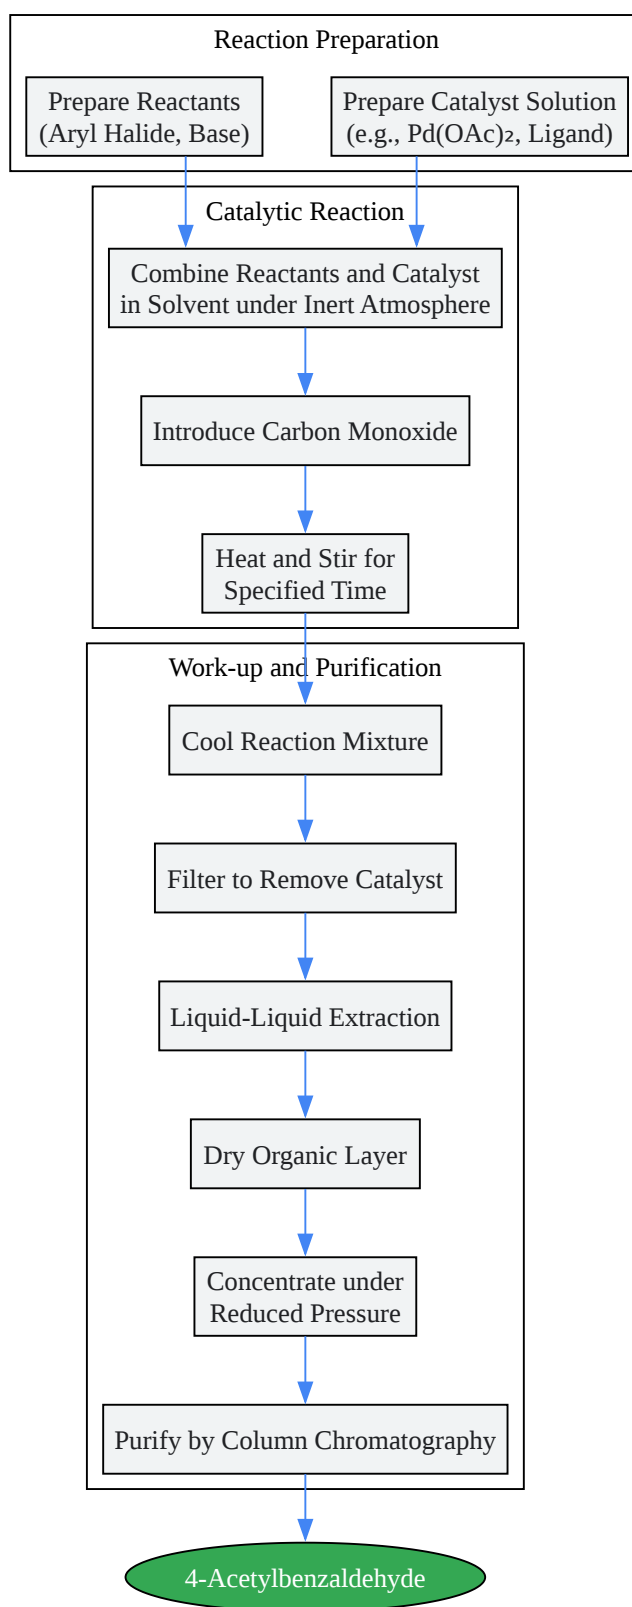 Reaction Preparation
Prepare Reactants
(Aryl Halide, Base)
Prepare Catalyst Solution
(e.g., Pd(OAc)₂, Ligand)
Catalytic Reaction
Combine Reactants and Catalyst
in Solvent under Inert Atmosphere
Introduce Carbon Monoxide
Heat and Stir for
Specified Time
Work-up and Purification
Cool Reaction Mixture
Filter to Remove Catalyst
Liquid-Liquid Extraction
Dry Organic Layer
Concentrate under
Reduced Pressure
Purify by Column Chromatography
4-Acetylbenzaldehyde